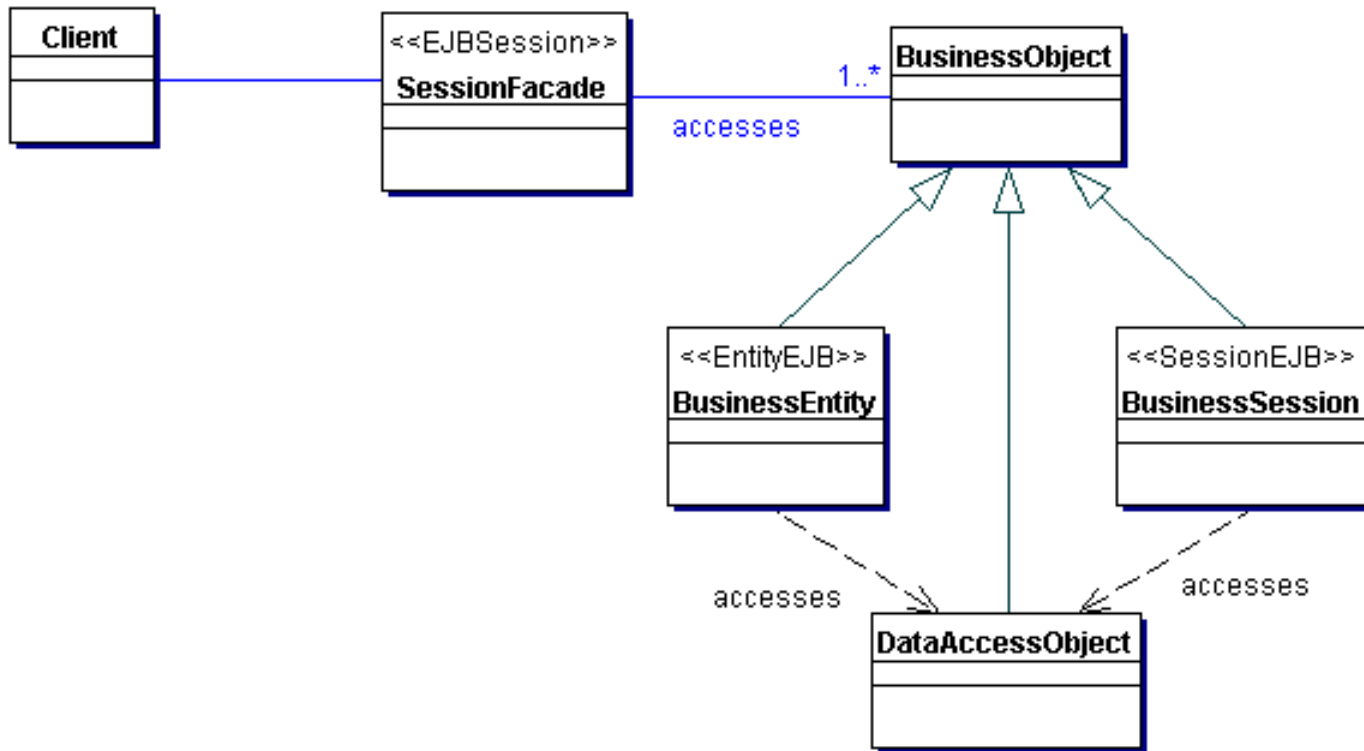 Client
<<EJBSession>>
SessionFacade
BusinessObject
1..*
accesses
<<EntityEJB>>
BusinessEntity
<<SessionEJB>>
BusinessSession
accesses
accesses
DataAccessObject